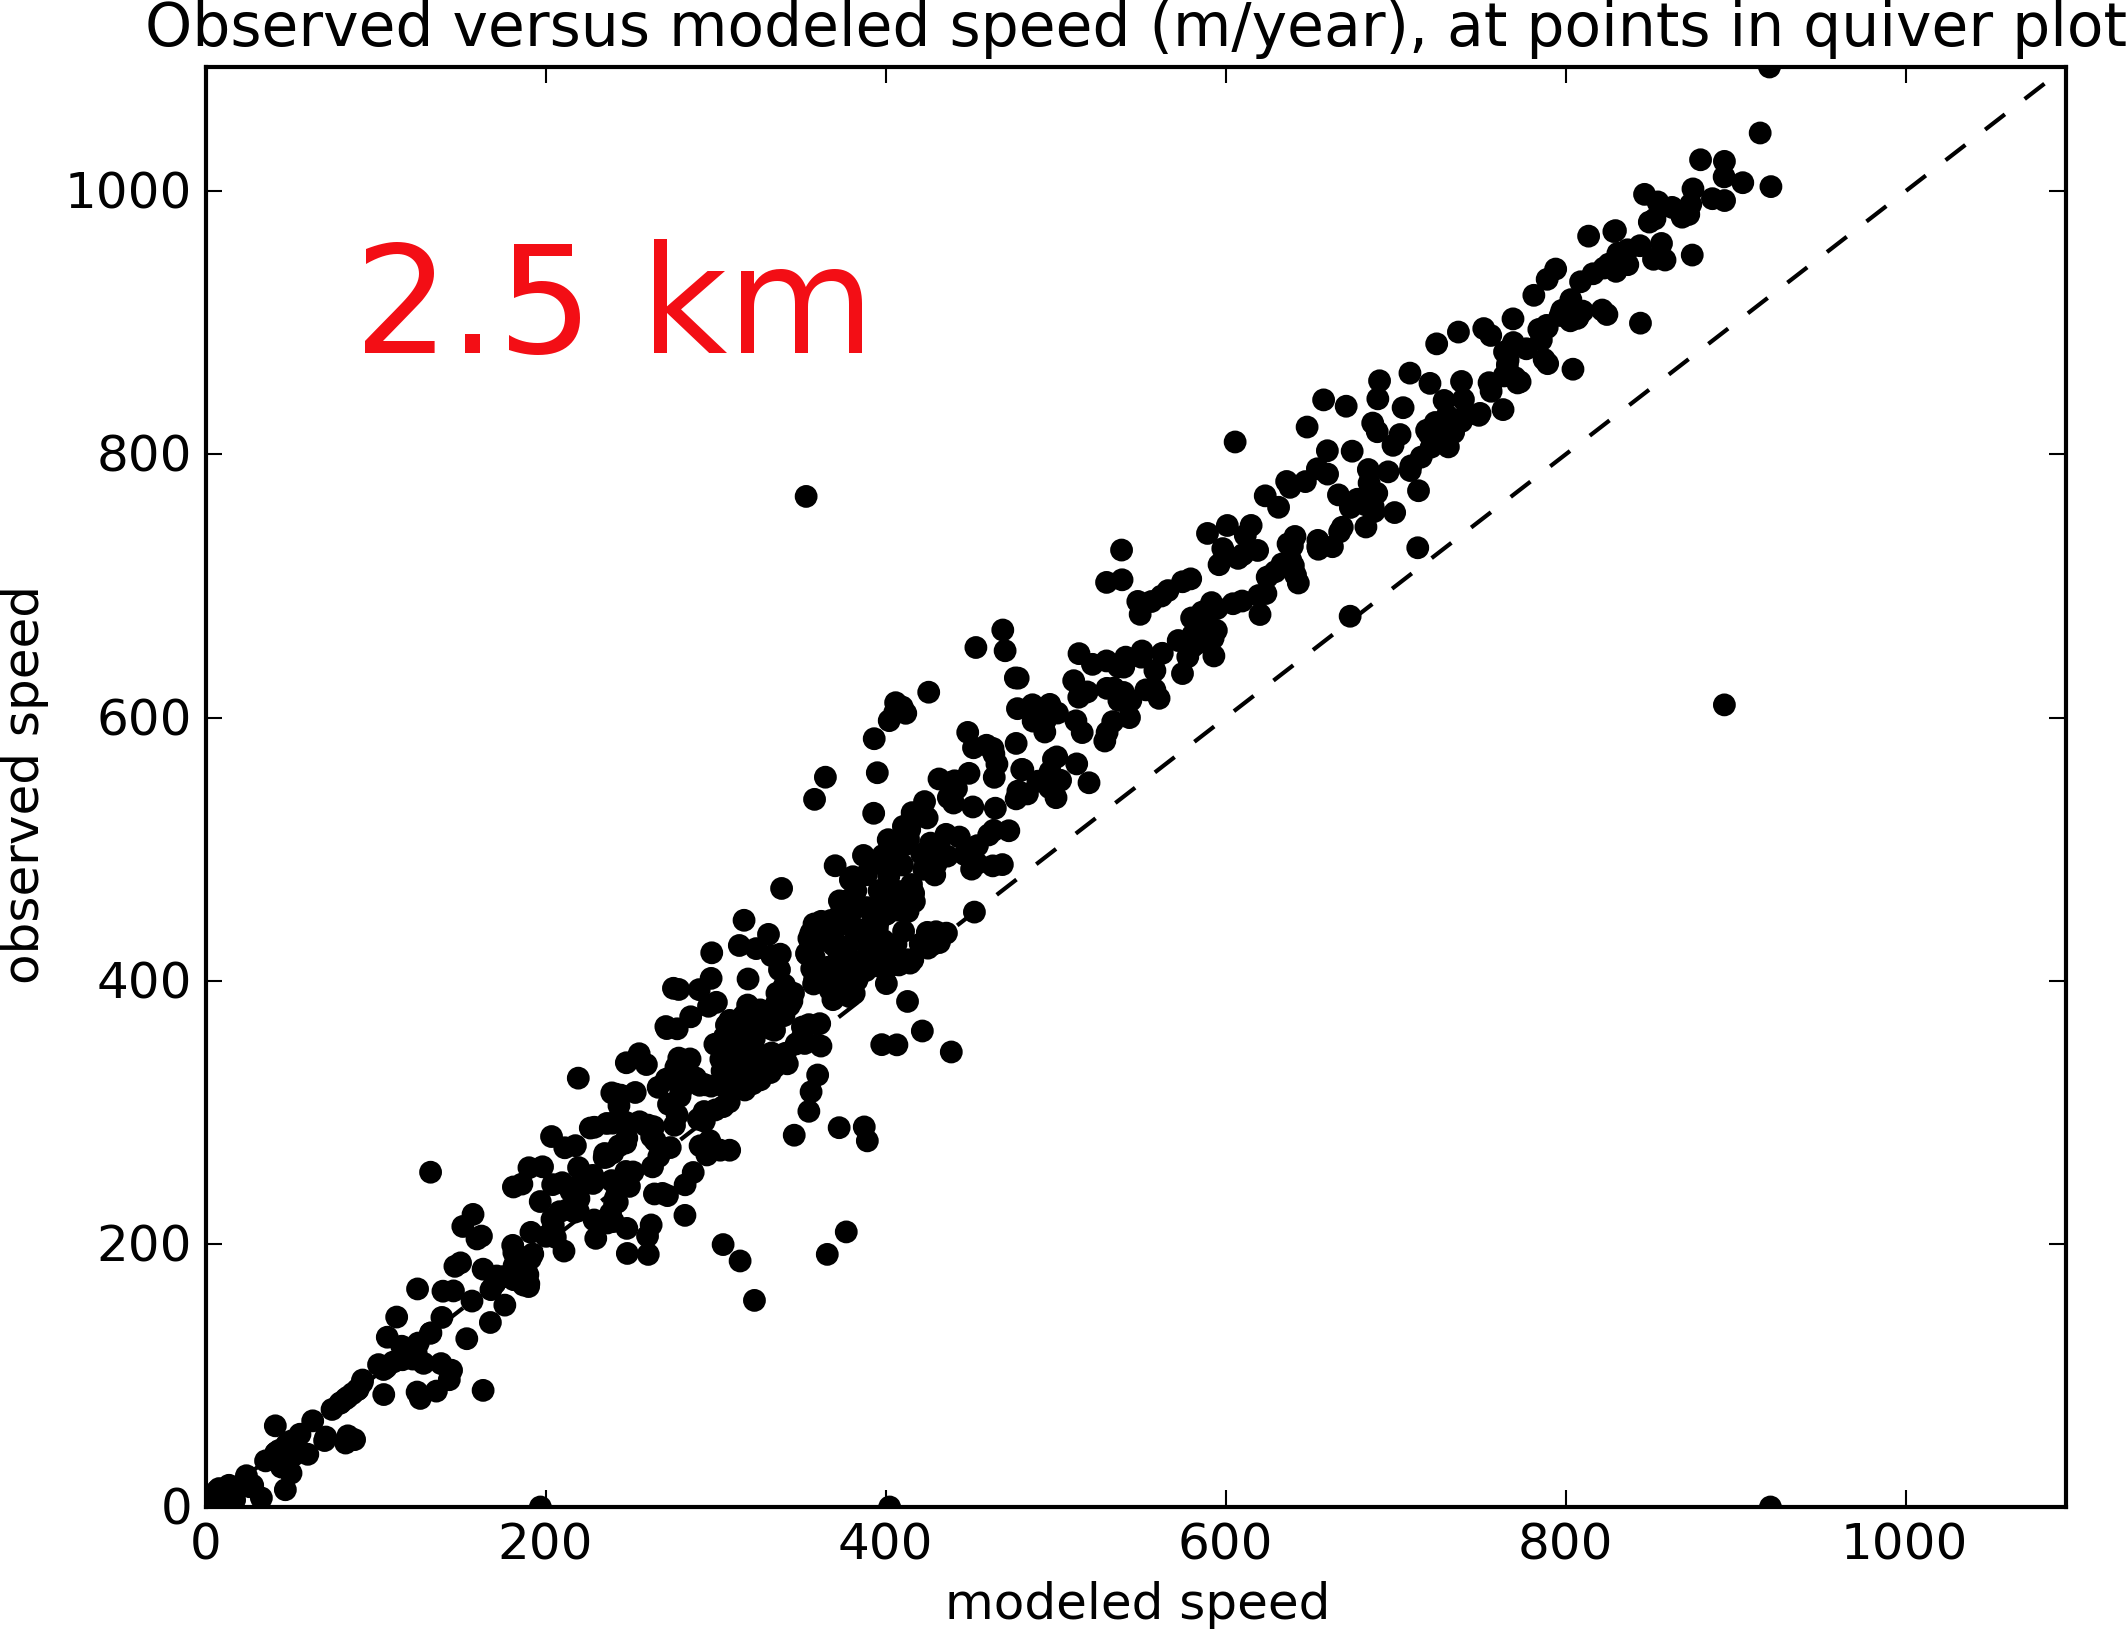 Observed versus modeled speed (m/year), at points in quiver plot
2.5 km
observed speed
1000
800
600
400
200
0
0 200 400 600 800 1000
modeled speed